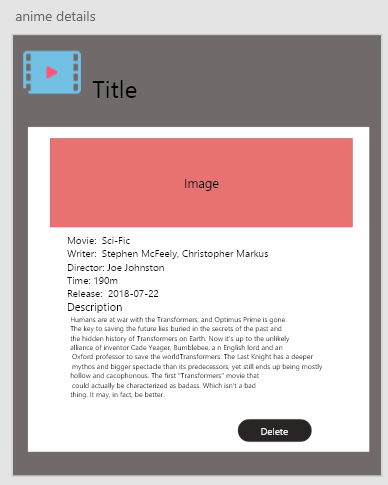 anime details
Title
Image
Movie: Sci-Fic
Writer: Stephen McFeely, Christopher Markus
Director: Joe Johnston
Time: 190m
Release: 2018-07-22
Description
Humans are at war with the Transformers, and Optimus Prime is gone.
The key to saving the future lies buried in the secrets of the past and
the hidden history of Transformers on Earth. Now it's up to the unlikely
alliance of inventor Cade Yeager, Bumblebee, a n English lord and an
Oxford professor to save the worldTransformers: The Last Knight has a deeper
mythos and bigger spectacle than its predecessors, yet still ends up being mostly
hollow and cacophonous. The first "Transformers" movie that
could actually be characterized as badass. Which isn't a bad
thing. It may, in fact, be better.
Delete